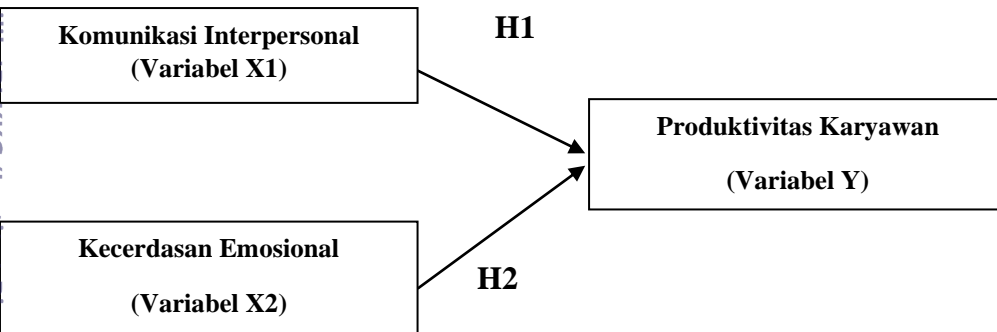 H1
Komunikasi Interpersonal
(Variabel X1)
Produktivitas Karyawan
(Variabel Y)
Kecerdasan Emosional
(Variabel X2)
H2